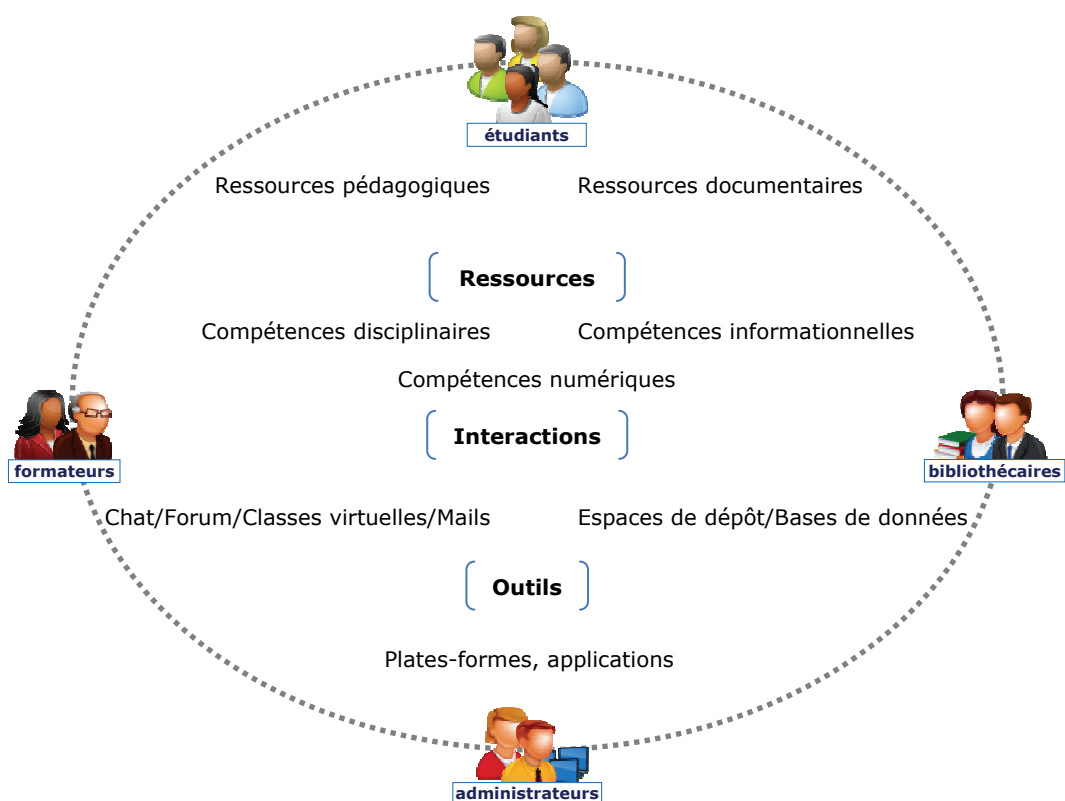 étudiants
Ressources pédagogiques
Ressources documentaires
Ressources
Compétences disciplinaires
Compétences informationnelles
Compétences numériques
Interactions
formateurs
bibliothécaires
Chat/Forum/Classes virtuelles/Mails
Espaces de dépôt/Bases de données
Outils
Plates-formes, applications
administrateurs